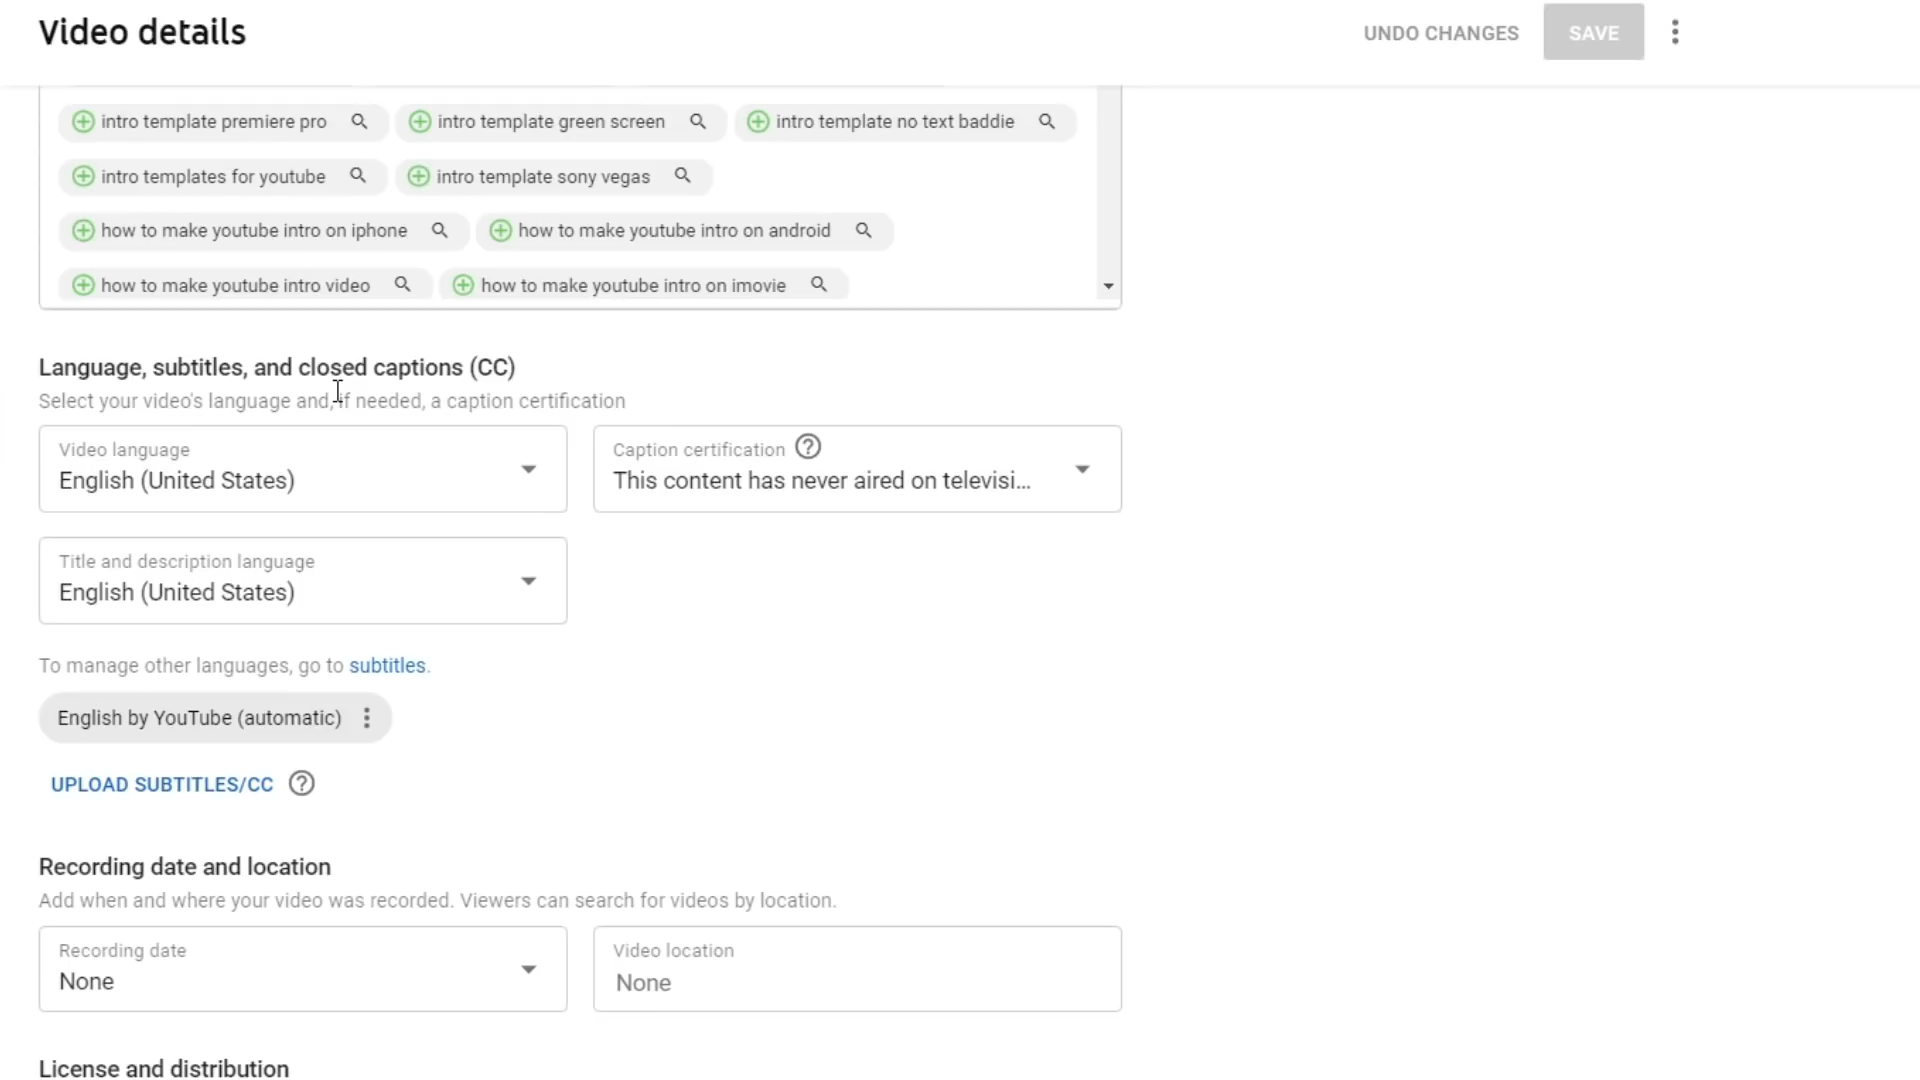 Video details
UNDO CHANGES SAVE
intro template premiere pro intro template green screen intro template no text baddie
intro templates for youtube intro template sony vegas
how to make youtube intro on iphone how to make youtube intro on android
how to make youtube intro video how to make youtube intro on imovie
Language, subtitles, and closed captions (CC)
Select your video's language and, if needed, a caption certification
Video language Caption certification
English (United States) This content has never aired on televisi...
Title and description language
English (United States)
To manage other languages, go to subtitles.
English by YouTube (automatic)
UPLOAD SUBTITLES/CC
Recording date and location
Add when and where your video was recorded. Viewers can search for videos by location.
Recording date Video location
None None
License and distribution